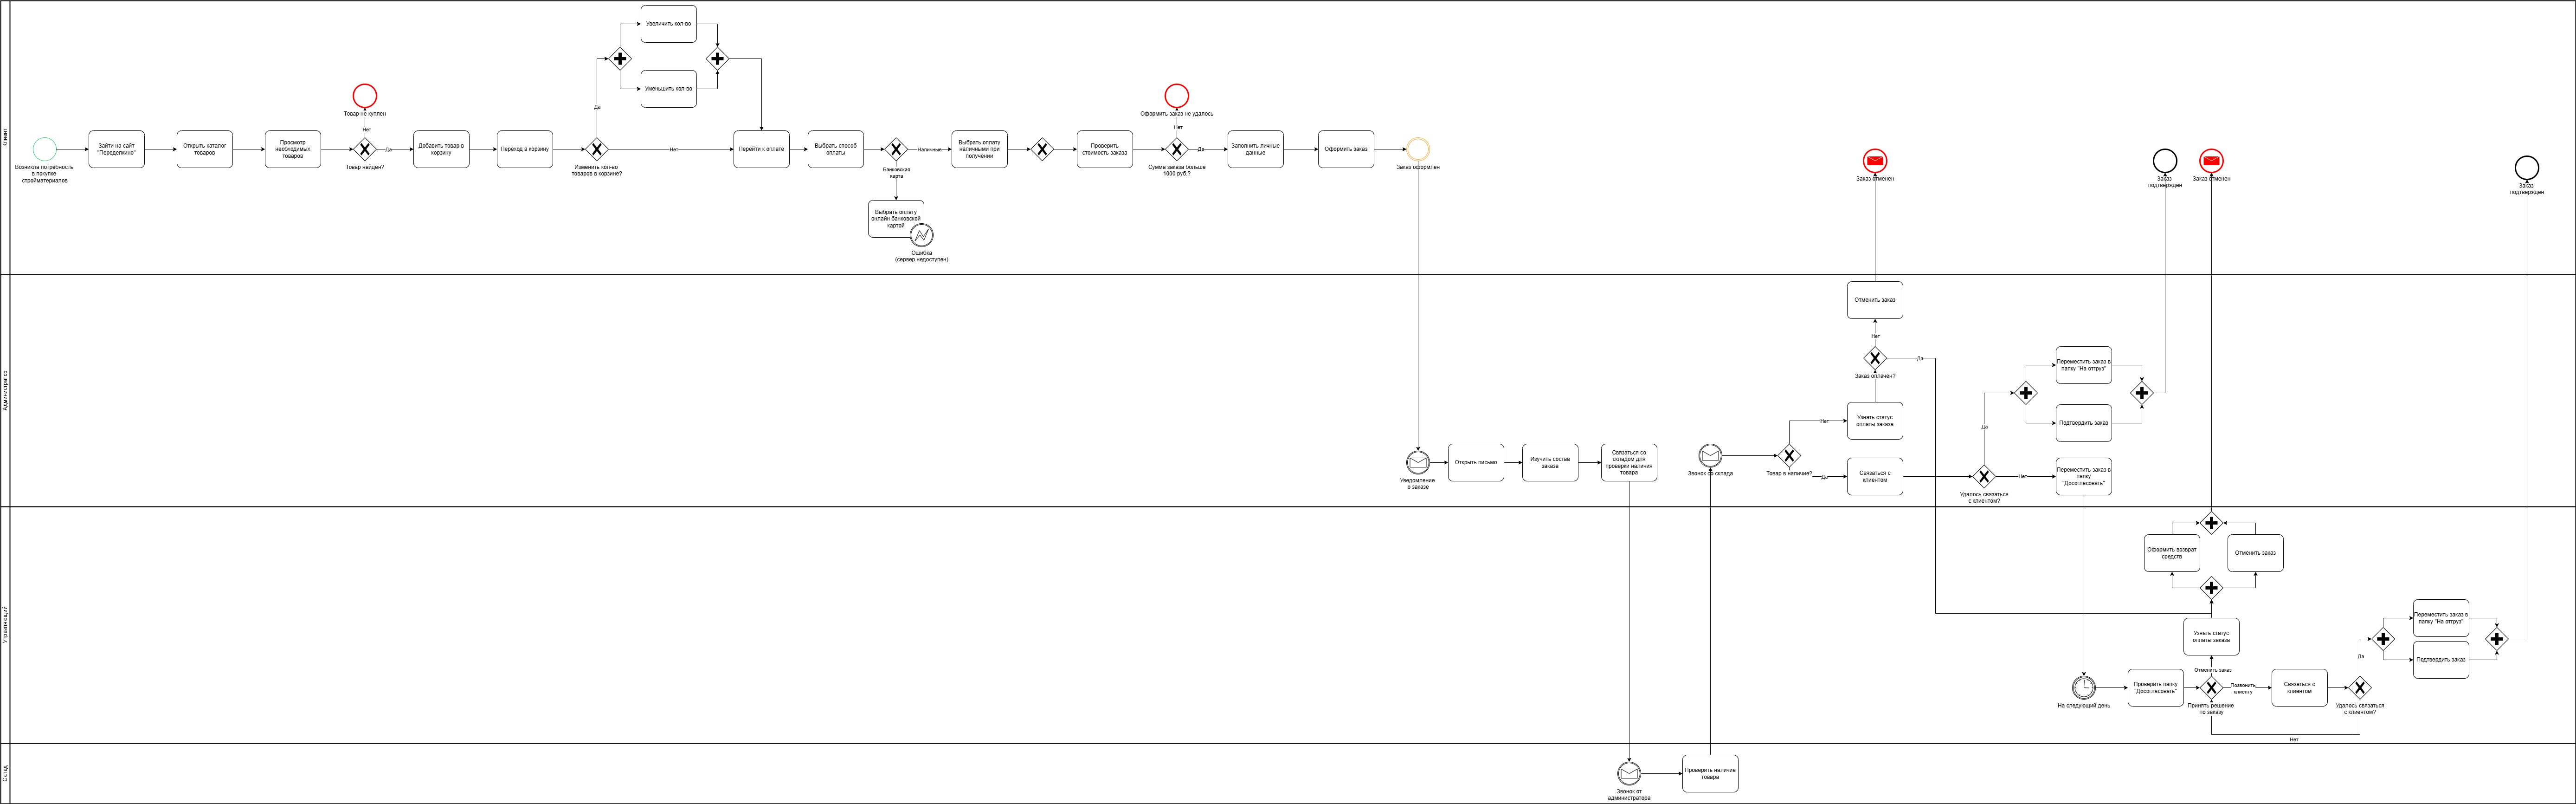 Клиент
Возникла потребность
в покупке
стройматериалов
Зайти на сайт
"Переделкино"
Открыть каталог
товаров
Просмотр
необходимых
товаров
Товар не куплен
Нет
Товар найден?
Да
Добавить товар в
корзину
Переход в корзину
Изменить кол-во
товаров в корзине?
Да
Увеличить кол-во
Уменьшить кол-во
Нет
Перейти к оплате
Выбрать способ
оплаты
Наличные
Банковская
карта
Выбрать оплату
онлайн банковской
картой
Ошибка
(сервер недоступен)
Выбрать оплату
наличными при
получении
Проверить
стоимость заказа
Оформить заказ не удалось
Нет
Сумма заказа больше
1000 руб.?
Да
Заполнить личные
данные
Оформить заказ
Заказ оформлен
Заказ отменен
Заказ
подтвержден
Заказ отменен
Заказ
подтвержден
Администратор
Уведомление
о заказе
Открыть письмо
Изучить состав
заказа
Связаться со
складом для
проверки наличия
товара
Звонок со склада
Товар в наличие?
Нет
Да
Отменить заказ
Нет
Заказ оплачен?
Да
Узнать статус
оплаты заказа
Связаться с
клиентом
Удалось связаться
с клиентом?
Да
Нет
Переместить заказ в
папку "На отгруз"
Подтвердить заказ
Переместить заказ в
папку
"Досогласовать"
Управляющий
На следующий день
Проверить папку
"Досогласовать"
Принять решение
по заказу
Отменить заказ
Узнать статус
оплаты заказа
Оформить возврат
средств
Отменить заказ
Позвонить
клиенту
Связаться с
клиентом
Удалось связаться
с клиентом?
Да
Нет
Переместить заказ в
папку "На отгруз"
Подтвердить заказ
Склад
Звонок от
администратора
Проверить наличие
товара